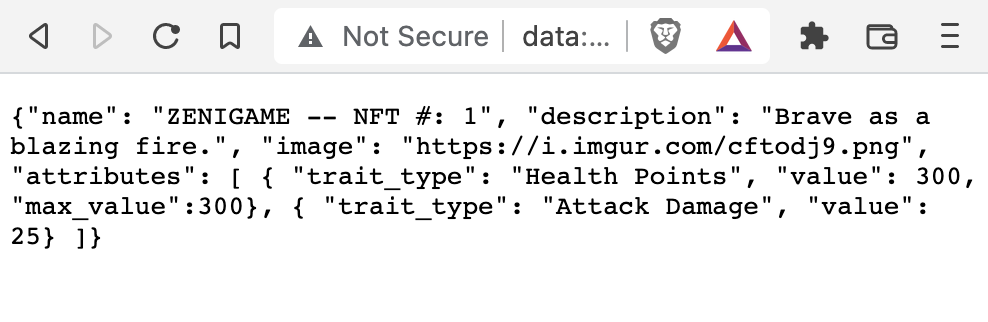 Not Secure data:...
{"name": "ZENIGAME -- NFT #: 1", "description": "Brave as a
blazing fire.", "image": "https://i.imgur.com/cftodj9.png",
"attributes": [ { "trait_type": "Health Points", "value": 300,
"max_value":300}, { "trait_type": "Attack Damage", "value":
25} ]}